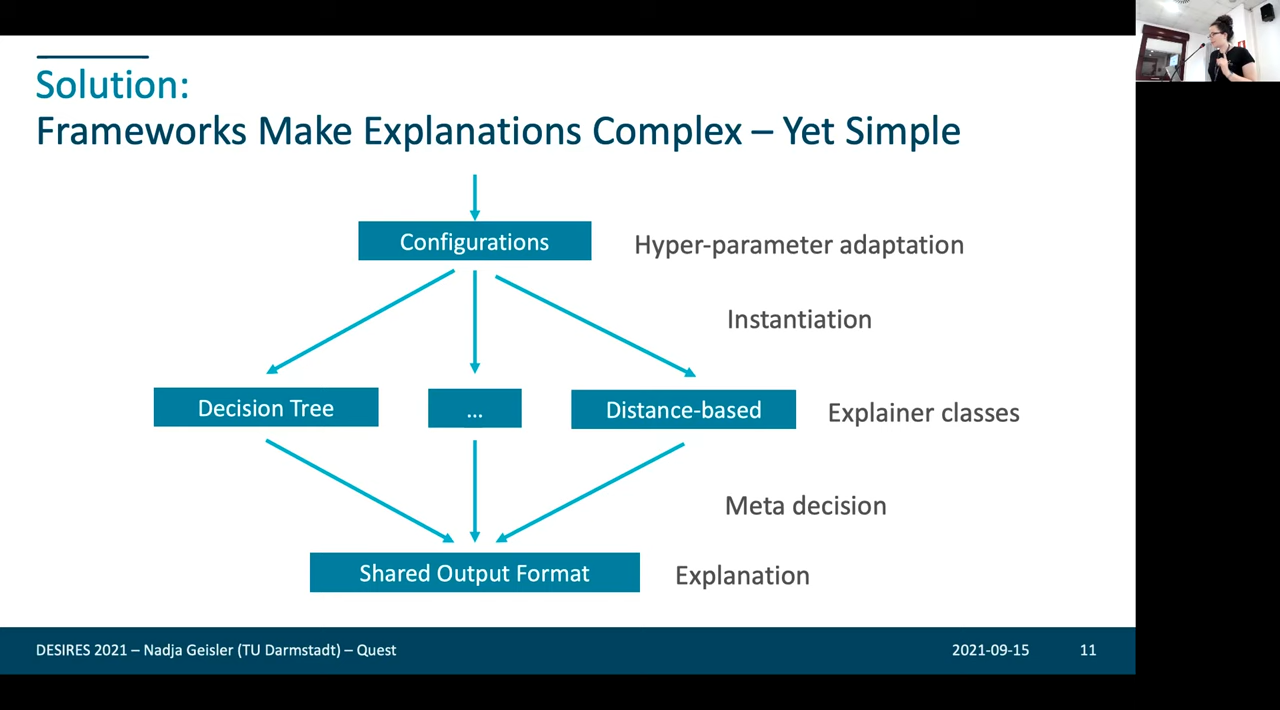 Solution:
Frameworks Make Explanations Complex – Yet Simple
Configurations
Hyper-parameter adaptation
Instantiation
Decision Tree
...
Distance-based
Explainer classes
Meta decision
Shared Output Format
Explanation
DESIRES 2021 – Nadja Geisler (TU Darmstadt) – Quest
2021-09-15
11